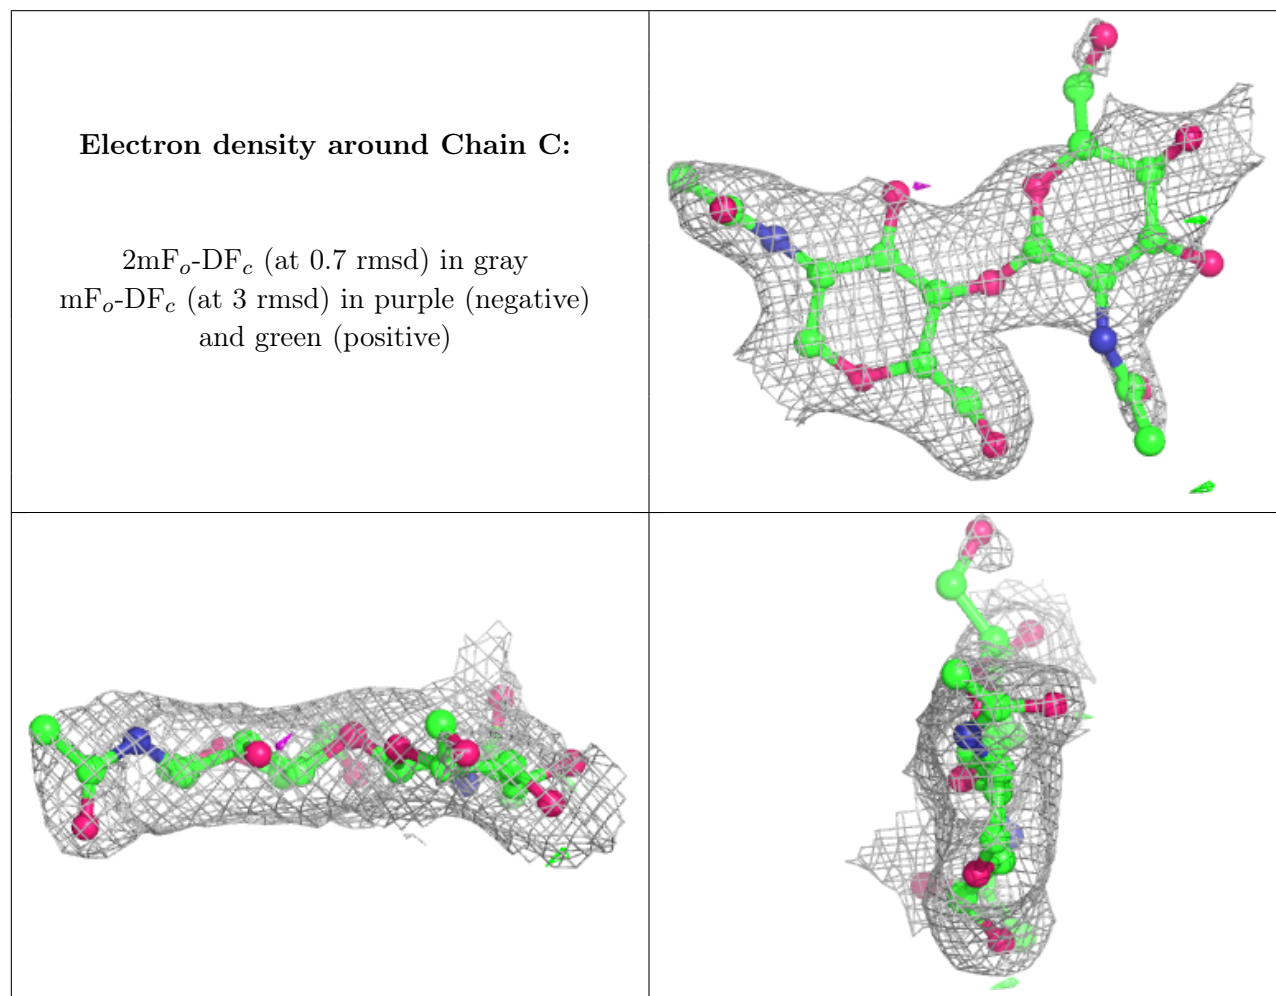 Electron density around Chain C:
2mFo-DFc (at 0.7 rmsd) in gray
mFo-DFc (at 3 rmsd) in purple (negative)
and green (positive)